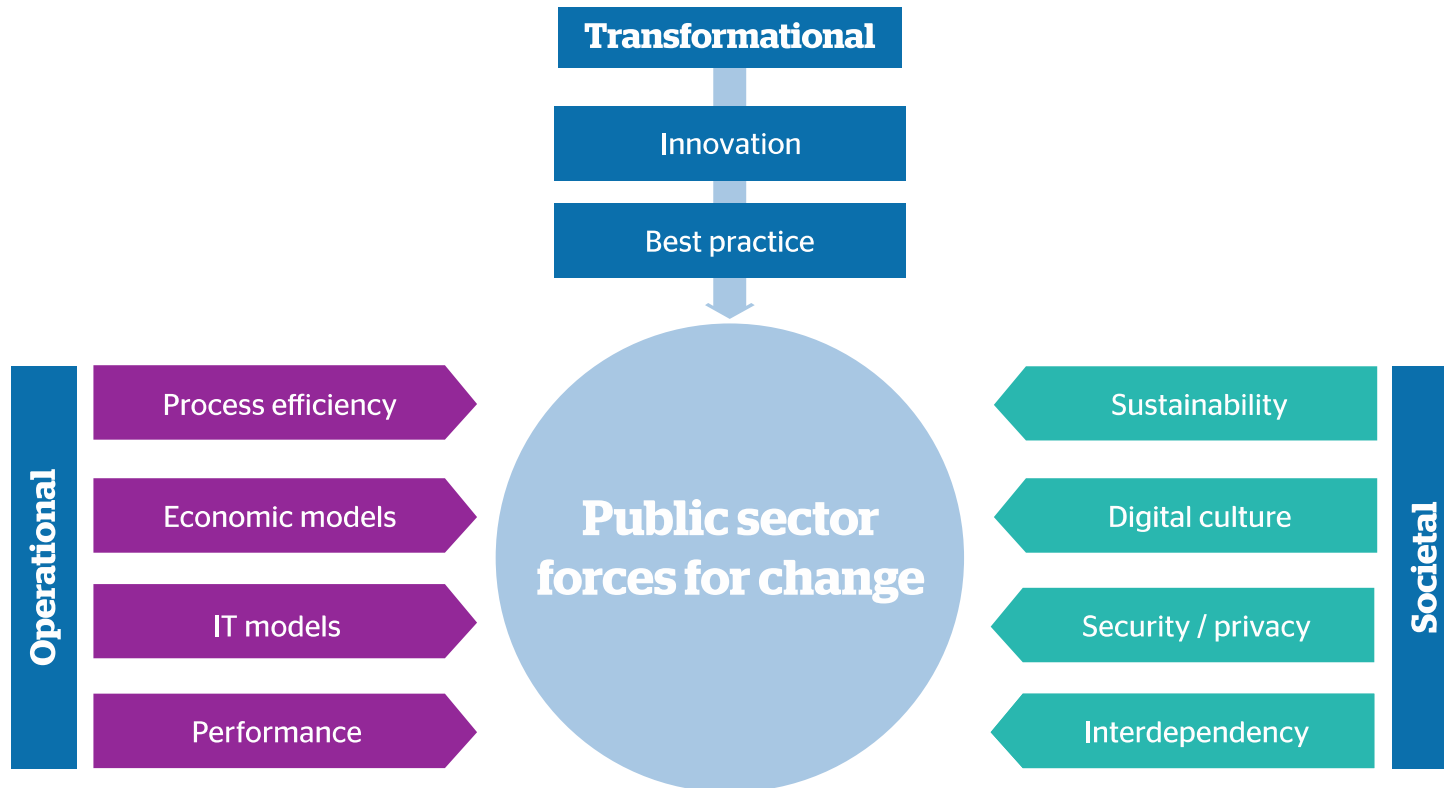 Transformational
Innovation
Best practice
Operational
Process efficiency
Economic models
IT models
Performance
Public sector
forces for change
Sustainability
Digital culture
Security / privacy
Interdependency
Societal